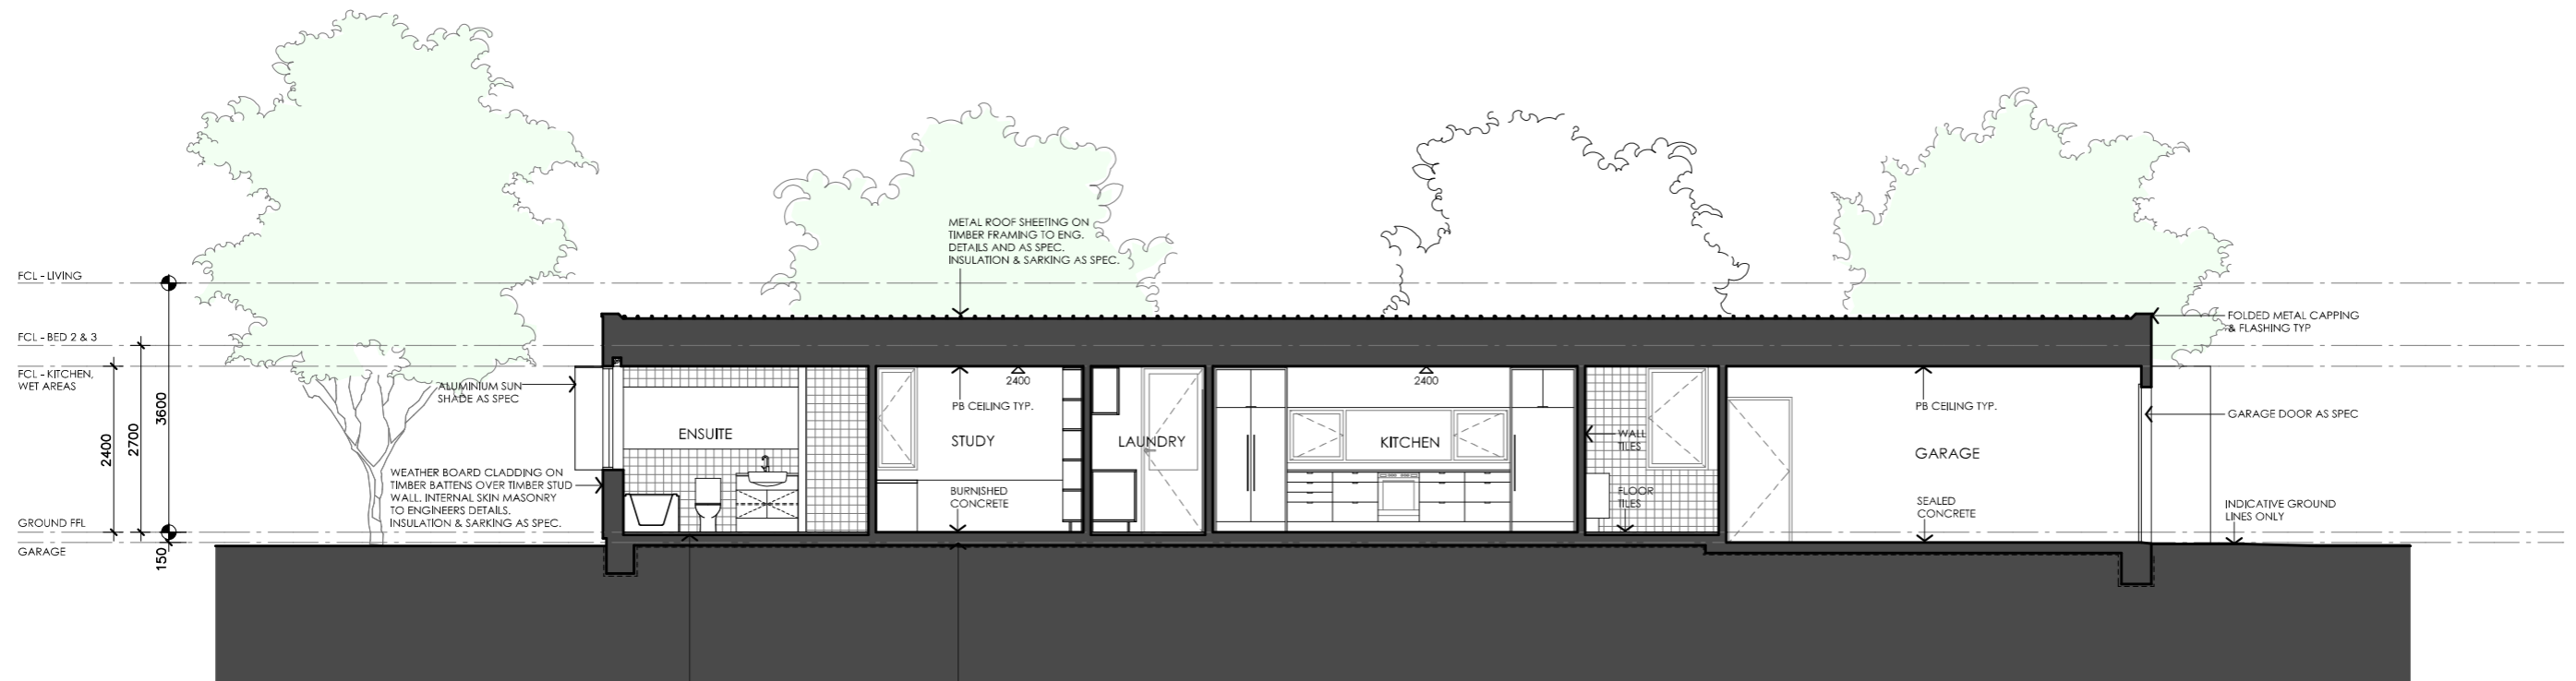 METAL ROOF SHEETING ON
TIMBER FRAMING TO ENG.
DETAILS AND AS SPEC.
INSULATION & SARKING AS SPEC.
FCL - LIVING
FCL - BED 2 & 3
FCL - KITCHEN,
WET AREAS
GROUND FFL
GARAGE
2400
2700
3600
150
ALUMINIUM SUN
SHADE AS SPEC
WEATHER BOARD CLADDING ON
TIMBER BATTENS OVER TIMBER STUD
WALL. INTERNAL SKIN MASONRY
TO ENGINEERS DETAILS.
INSULATION & SARKING AS SPEC.
ENSUITE
2400
PB CEILING TYP.
STUDY
BURNISHED
CONCRETE
LAUNDRY
2400
KITCHEN
WALL
TILES
FLOOR
TILES
PB CEILING TYP.
GARAGE
SEALED
CONCRETE
FOLDED METAL CAPPING
& FLASHING TYP
GARAGE DOOR AS SPEC
INDICATIVE GROUND
LINES ONLY